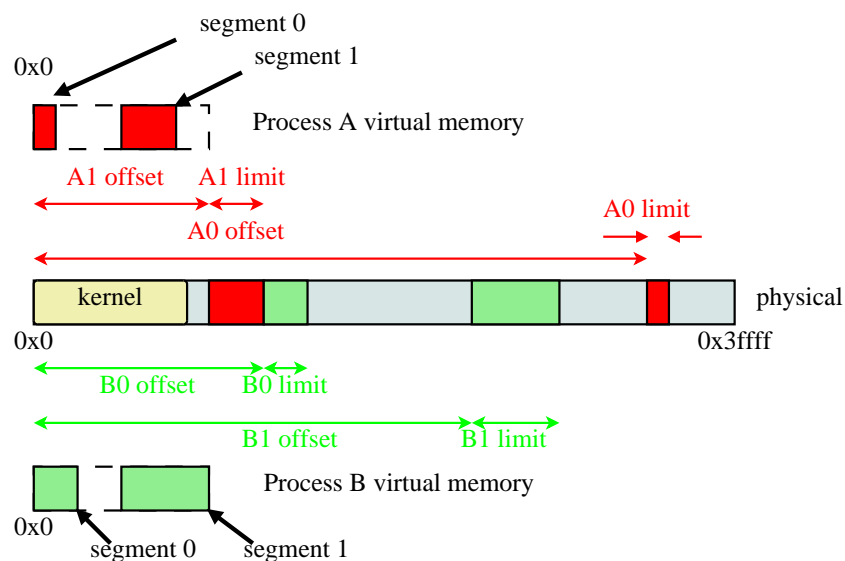 segment 0
segment 1
0x0
Process A virtual memory
A1 offset
A1 limit
A0 limit
A0 offset
kernel
physical
0x0
0x3ffff
B0 offset
B0 limit
B1 offset
B1 limit
Process B virtual memory
0x0
segment 0
segment 1